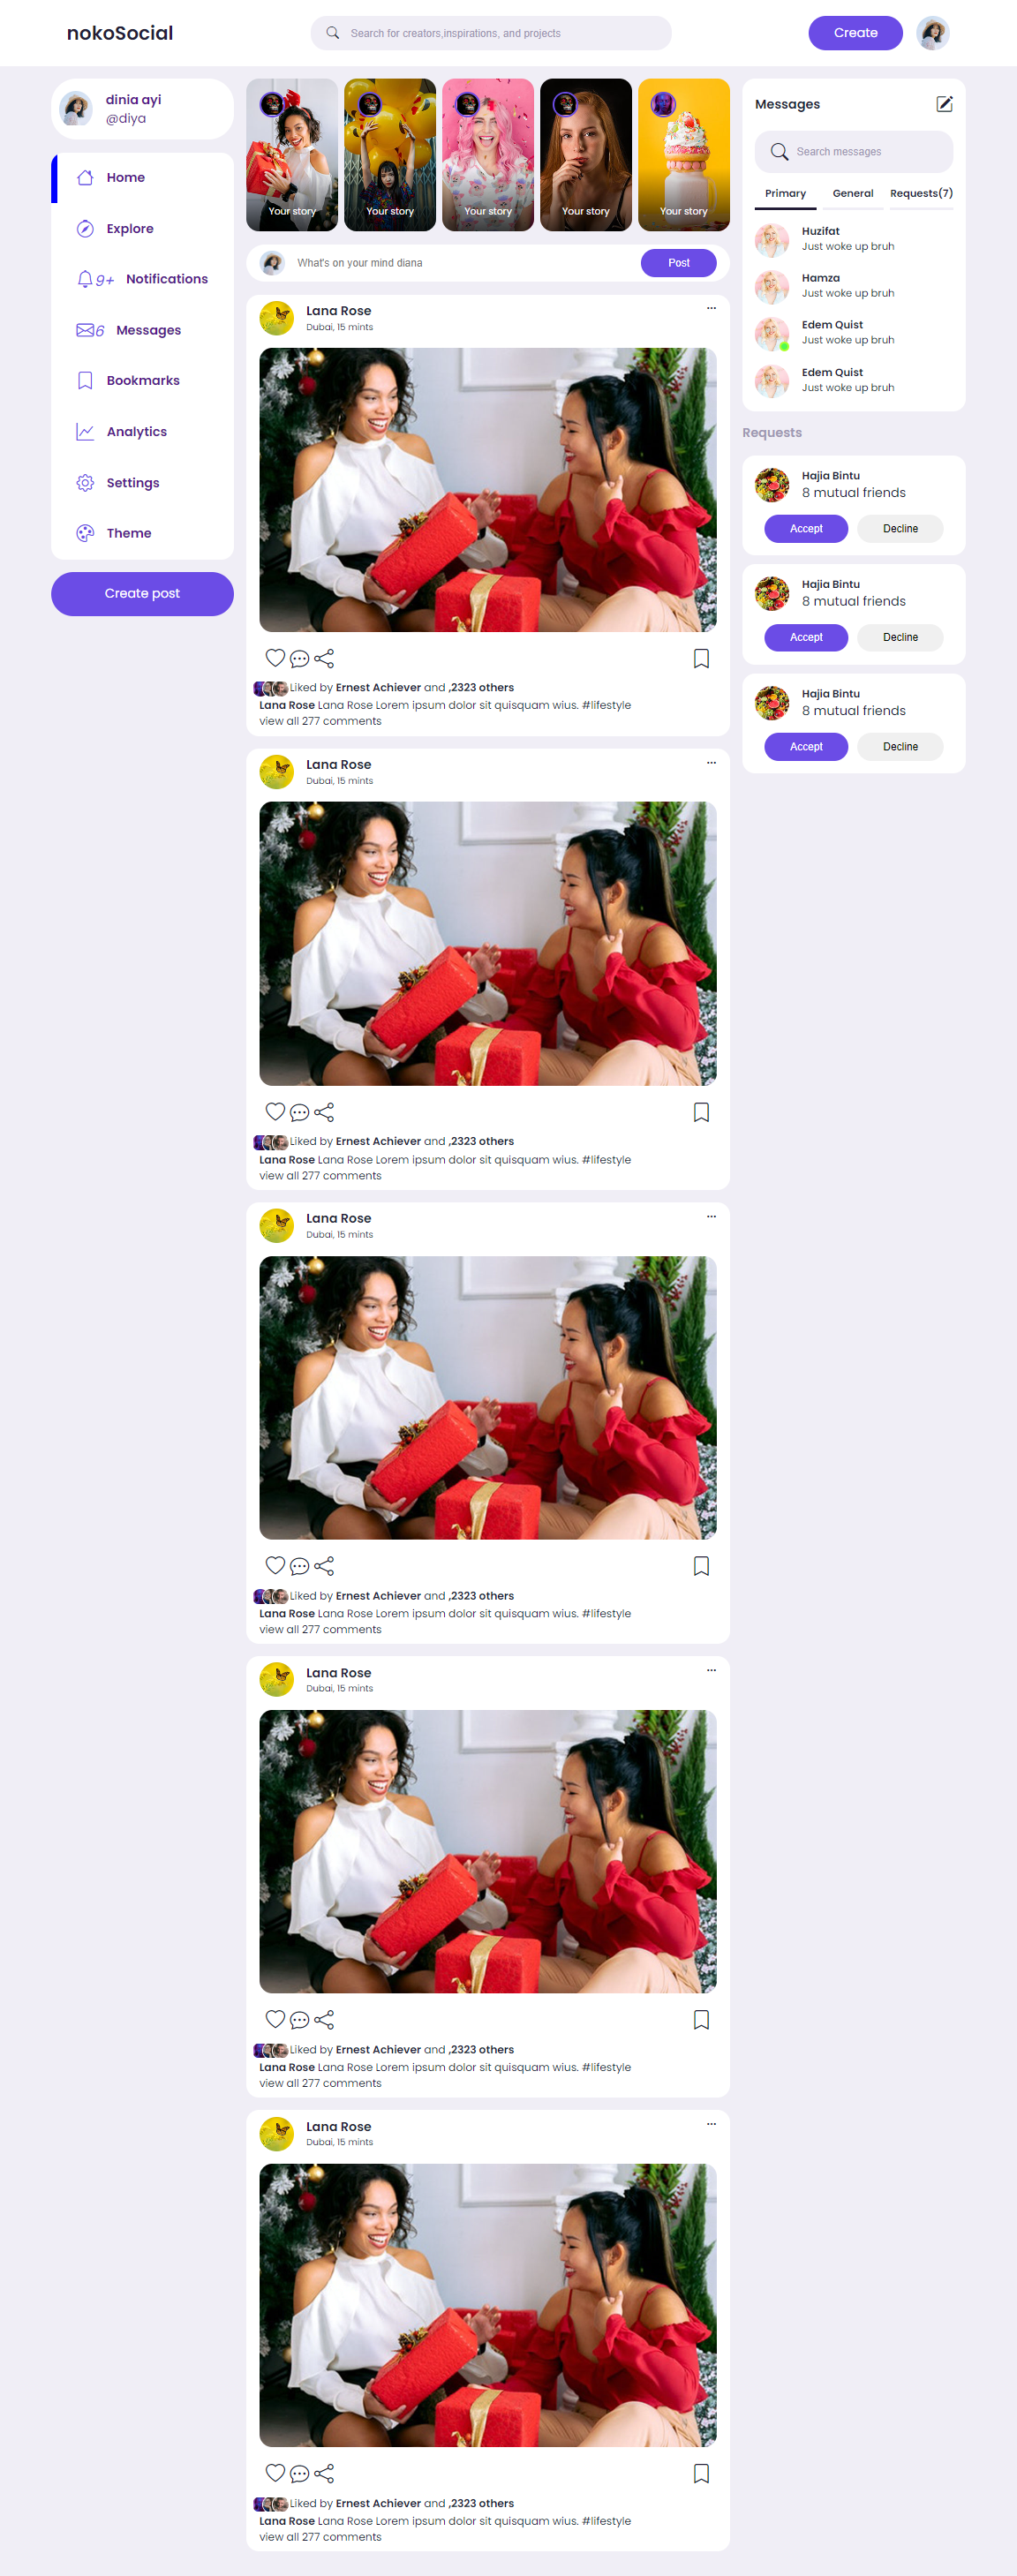 nokoSocial
Search for creators,inspirations, and projects
Create
dinia ayi
@diya
Home
Explore
9+ Notifications
6 Messages
Bookmarks
Analytics
Settings
Theme
Create post
Your story
Your story
Your story
Your story
Your story
What's on your mind diana
Post
Lana Rose
Dubai, 15 mints
Liked by Ernest Achiever and ,2323 others
Lana Rose Lana Rose Lorem ipsum dolor sit quisquam wius. #lifestyle
view all 277 comments
Lana Rose
Dubai, 15 mints
Liked by Ernest Achiever and ,2323 others
Lana Rose Lana Rose Lorem ipsum dolor sit quisquam wius. #lifestyle
view all 277 comments
Lana Rose
Dubai, 15 mints
Liked by Ernest Achiever and ,2323 others
Lana Rose Lana Rose Lorem ipsum dolor sit quisquam wius. #lifestyle
view all 277 comments
Lana Rose
Dubai, 15 mints
Liked by Ernest Achiever and ,2323 others
Lana Rose Lana Rose Lorem ipsum dolor sit quisquam wius. #lifestyle
view all 277 comments
Lana Rose
Dubai, 15 mints
Liked by Ernest Achiever and ,2323 others
Lana Rose Lana Rose Lorem ipsum dolor sit quisquam wius. #lifestyle
view all 277 comments
Messages
Search messages
Primary General Requests(7)
Huzifat
Just woke up bruh
Hamza
Just woke up bruh
Edem Quist
Just woke up bruh
Edem Quist
Just woke up bruh
Requests
Hajia Bintu
8 mutual friends
Accept Decline
Hajia Bintu
8 mutual friends
Accept Decline
Hajia Bintu
8 mutual friends
Accept Decline